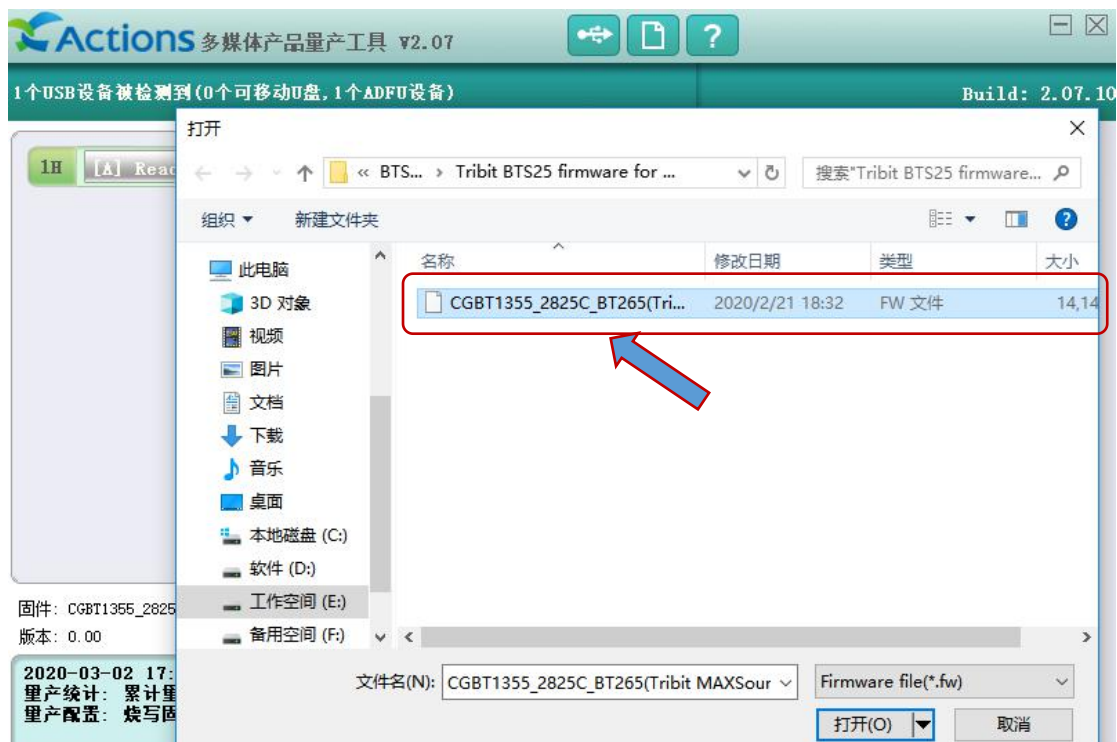 Actions 多媒体产品量产工具 V2.07
?
1个USB设备被检测到(0个可移动U盘,1个ADFU设备)
Build: 2.07.10
打开
1H [A] Read
« BTS... › Tribit BTS25 firmware for ...
搜索"Tribit BTS25 firmware...
组织 新建文件夹
?
名称 修改日期 类型 大小
CGBT1355_2825C_BT265(Tri... 2020/2/21 18:32 FW 文件 14,14
此电脑
3D 对象
视频
图片
文档
下载
音乐
桌面
本地磁盘 (C:)
软件 (D:)
工作空间 (E:)
备用空间 (F:)
固件: CGBT1355_2825
版本: 0.00
2020-03-02 17:
量产统计: 累计量
量产配置: 烧写固
文件名(N): CGBT1355_2825C_BT265(Tribit MAXSour
Firmware file(*.fw)
打开(O) 取消